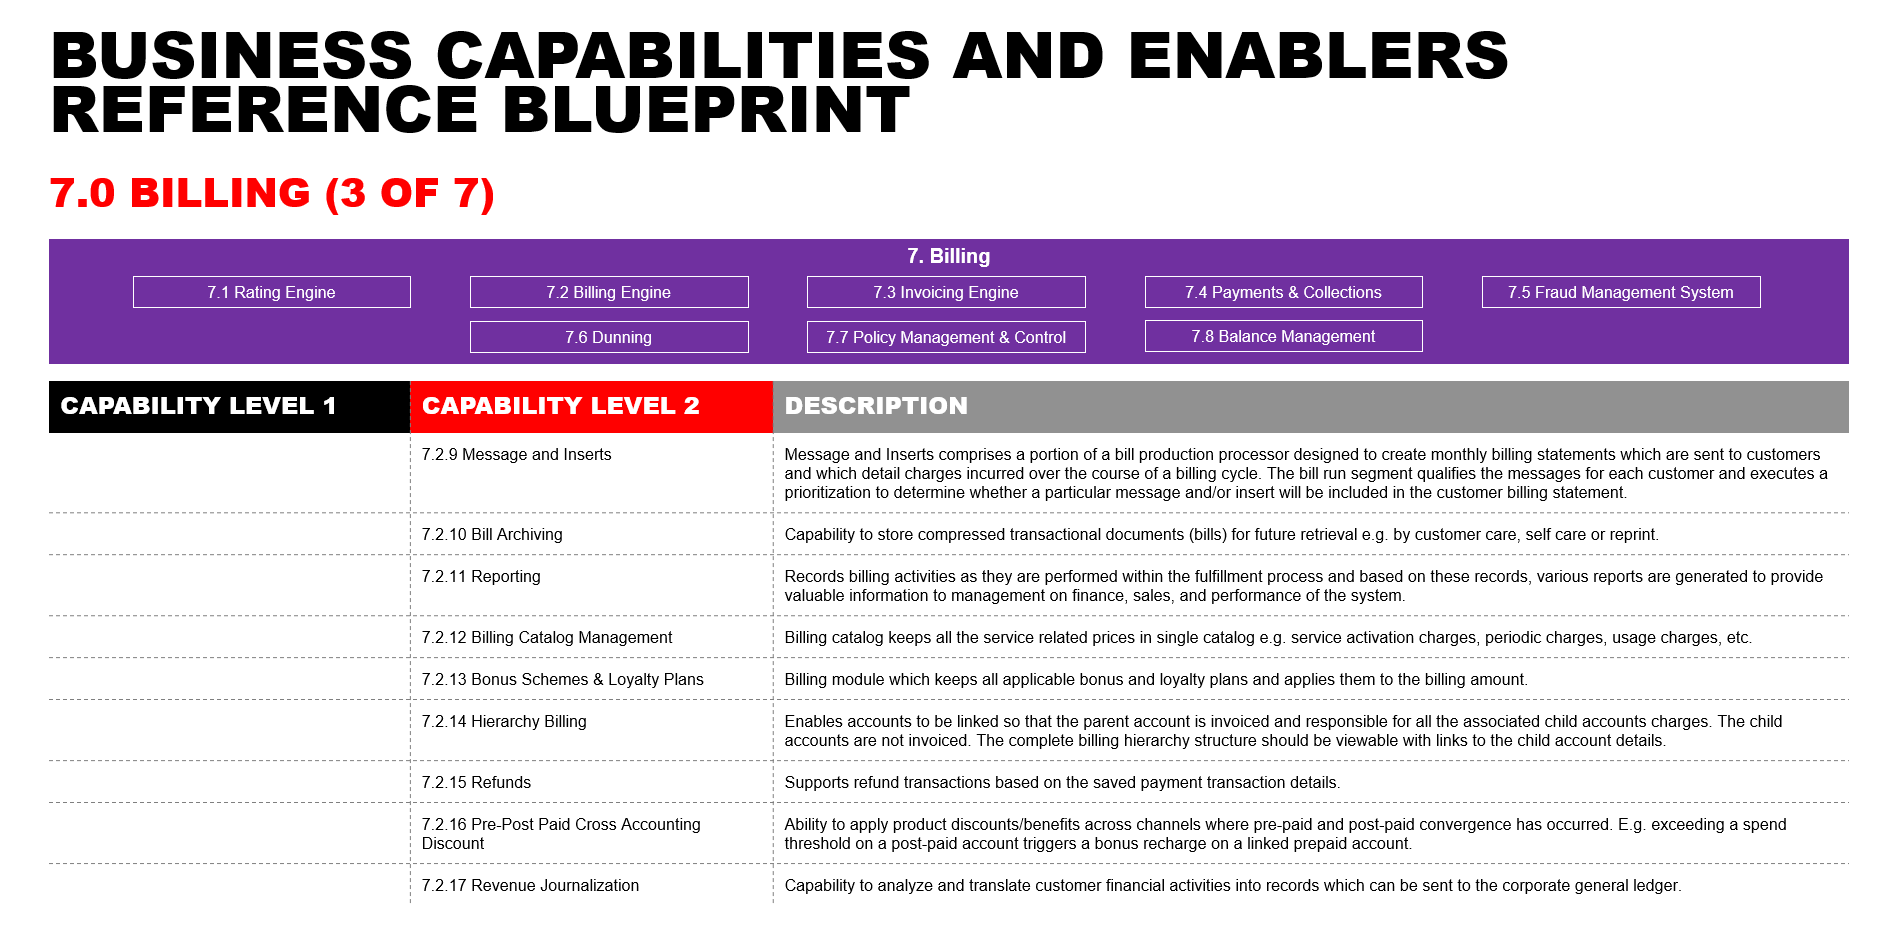 BUSINESS CAPABILITIES AND ENABLERS
REFERENCE BLUEPRINT
7.0 BILLING (3 OF 7)
7. Billing
7.1 Rating Engine
7.2 Billing Engine
7.3 Invoicing Engine
7.4 Payments & Collections
7.5 Fraud Management System
7.6 Dunning
7.7 Policy Management & Control
7.8 Balance Management
CAPABILITY LEVEL 1
CAPABILITY LEVEL 2
DESCRIPTION
7.2.9 Message and Inserts
Message and Inserts comprises a portion of a bill production processor designed to create monthly billing statements which are sent to customers
and which detail charges incurred over the course of a billing cycle. The bill run segment qualifies the messages for each customer and executes a
prioritization to determine whether a particular message and/or insert will be included in the customer billing statement.
7.2.10 Bill Archiving
Capability to store compressed transactional documents (bills) for future retrieval e.g. by customer care, self care or reprint.
7.2.11 Reporting
Records billing activities as they are performed within the fulfillment process and based on these records, various reports are generated to provide
valuable information to management on finance, sales, and performance of the system.
7.2.12 Billing Catalog Management
Billing catalog keeps all the service related prices in single catalog e.g. service activation charges, periodic charges, usage charges, etc.
7.2.13 Bonus Schemes & Loyalty Plans
Billing module which keeps all applicable bonus and loyalty plans and applies them to the billing amount.
7.2.14 Hierarchy Billing
Enables accounts to be linked so that the parent account is invoiced and responsible for all the associated child accounts charges. The child
accounts are not invoiced. The complete billing hierarchy structure should be viewable with links to the child account details.
7.2.15 Refunds
Supports refund transactions based on the saved payment transaction details.
7.2.16 Pre-Post Paid Cross Accounting
Discount
Ability to apply product discounts/benefits across channels where pre-paid and post-paid convergence has occurred. E.g. exceeding a spend
threshold on a post-paid account triggers a bonus recharge on a linked prepaid account.
7.2.17 Revenue Journalization
Capability to analyze and translate customer financial activities into records which can be sent to the corporate general ledger.